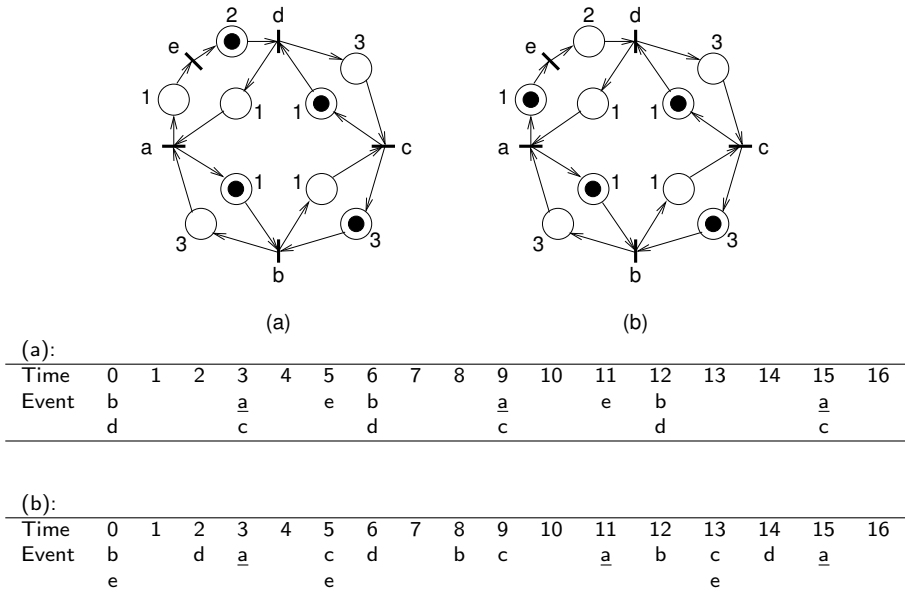 2 d 2 d
e 3 e 3
1 1 1 1 1 1
a c a c
1 1 1 1
3 3 3 3
b b
(a) (b)
(a):
Time 0 1 2 3 4 5 6 7 8 9 10 11 12 13 14 15 16
Event b a e b a e b a
d c d c d c
(b):
Time 0 1 2 3 4 5 6 7 8 9 10 11 12 13 14 15 16
Event b d a c d b c a b c d a
e e e